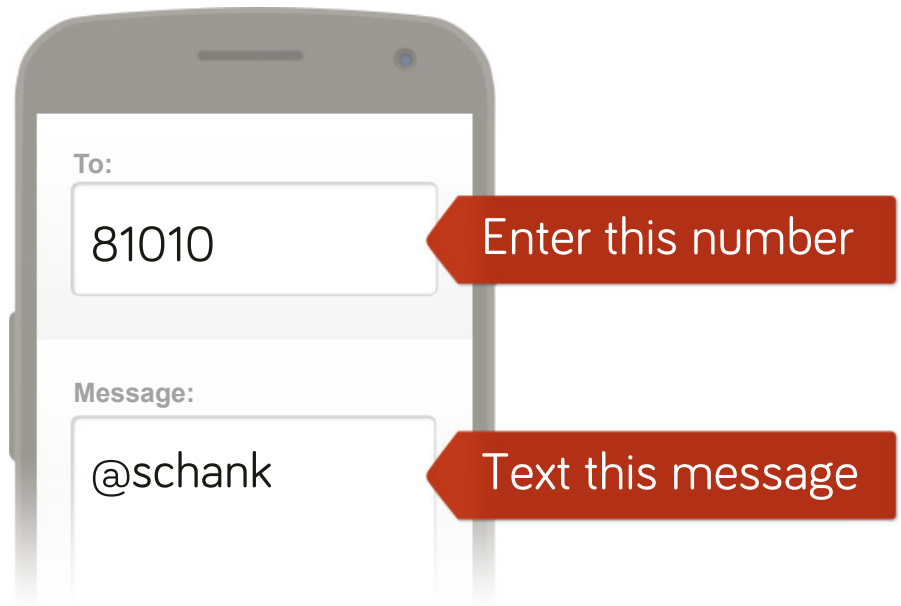 To:
81010
Enter this number
Message:
@schank
Text this message